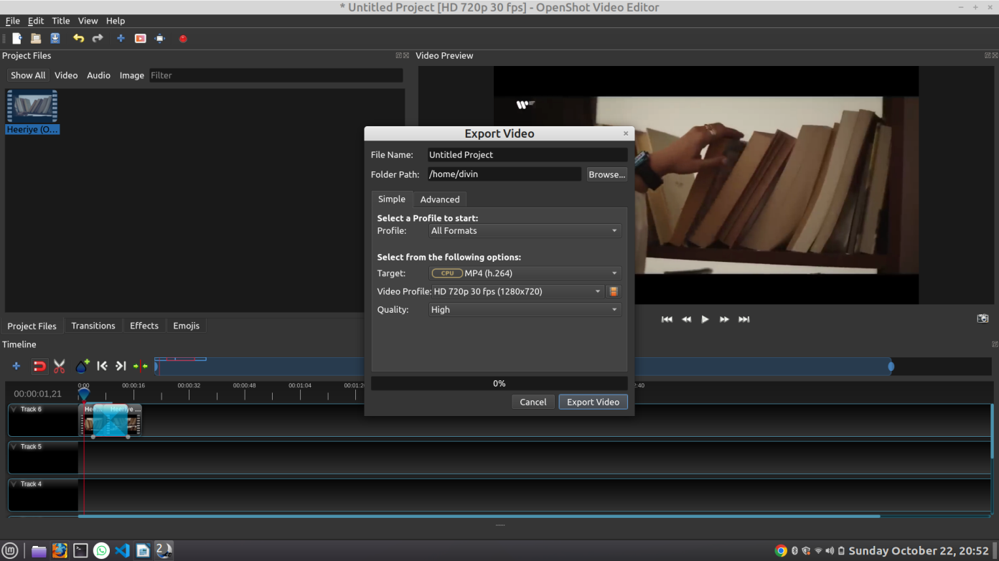 * Untitled Project [HD 720p 30 fps] - OpenShot Video Editor
File Edit Title View Help
Project Files
Video Preview
Show All Video Audio Image Filter
Heeriye (O...
Export Video
File Name: Untitled Project
Folder Path: /home/divin Browse...
Simple Advanced
Select a Profile to start:
Profile: All Formats
Select from the following options:
Target: CPU MP4 (h.264)
Video Profile: HD 720p 30 fps (1280x720)
Quality: High
0%
Cancel Export Video
Project Files Transitions Effects Emojis
Timeline
00:00:01,21
0:00 00:00:16 00:00:32 00:00:48 00:01:04 00:01:20 2:40
Track 6
Hee Heeriye ...
Track 5
Track 4
Sunday October 22, 20:52